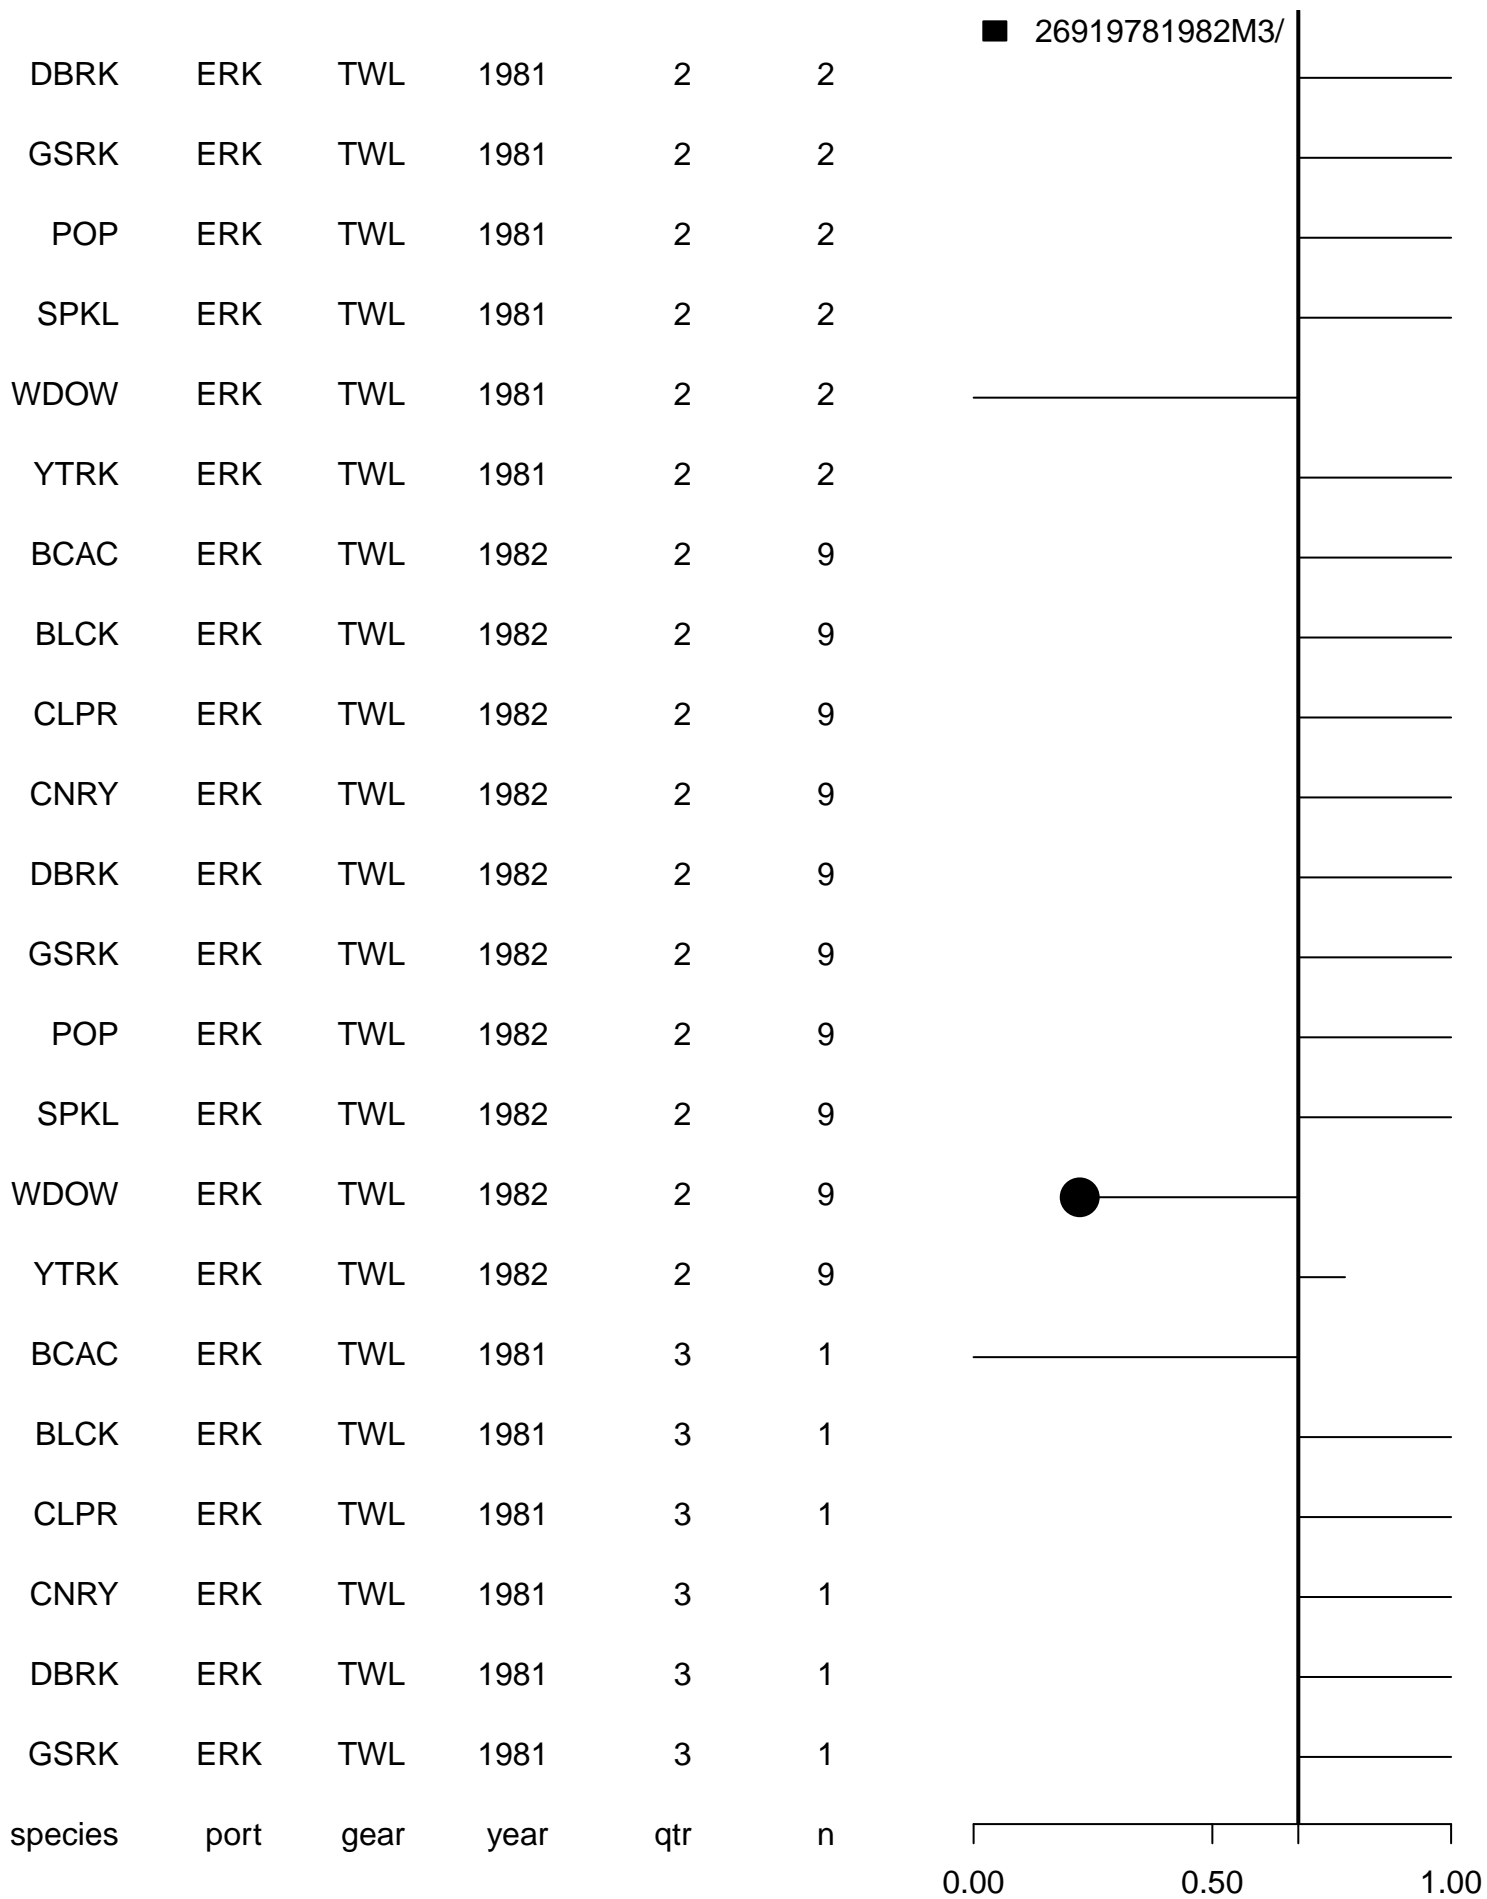 26919781982M3/
DBRK ERK TWL 1981 2 2
GSRK ERK TWL 1981 2 2
POP ERK TWL 1981 2 2
SPKL ERK TWL 1981 2 2
WDOW ERK TWL 1981 2 2
YTRK ERK TWL 1981 2 2
BCAC ERK TWL 1982 2 9
BLCK ERK TWL 1982 2 9
CLPR ERK TWL 1982 2 9
CNRY ERK TWL 1982 2 9
DBRK ERK TWL 1982 2 9
GSRK ERK TWL 1982 2 9
POP ERK TWL 1982 2 9
SPKL ERK TWL 1982 2 9
WDOW ERK TWL 1982 2 9
YTRK ERK TWL 1982 2 9
BCAC ERK TWL 1981 3 1
BLCK ERK TWL 1981 3 1
CLPR ERK TWL 1981 3 1
CNRY ERK TWL 1981 3 1
DBRK ERK TWL 1981 3 1
GSRK ERK TWL 1981 3 1
species port gear year qtr n
0.00 0.50 1.00